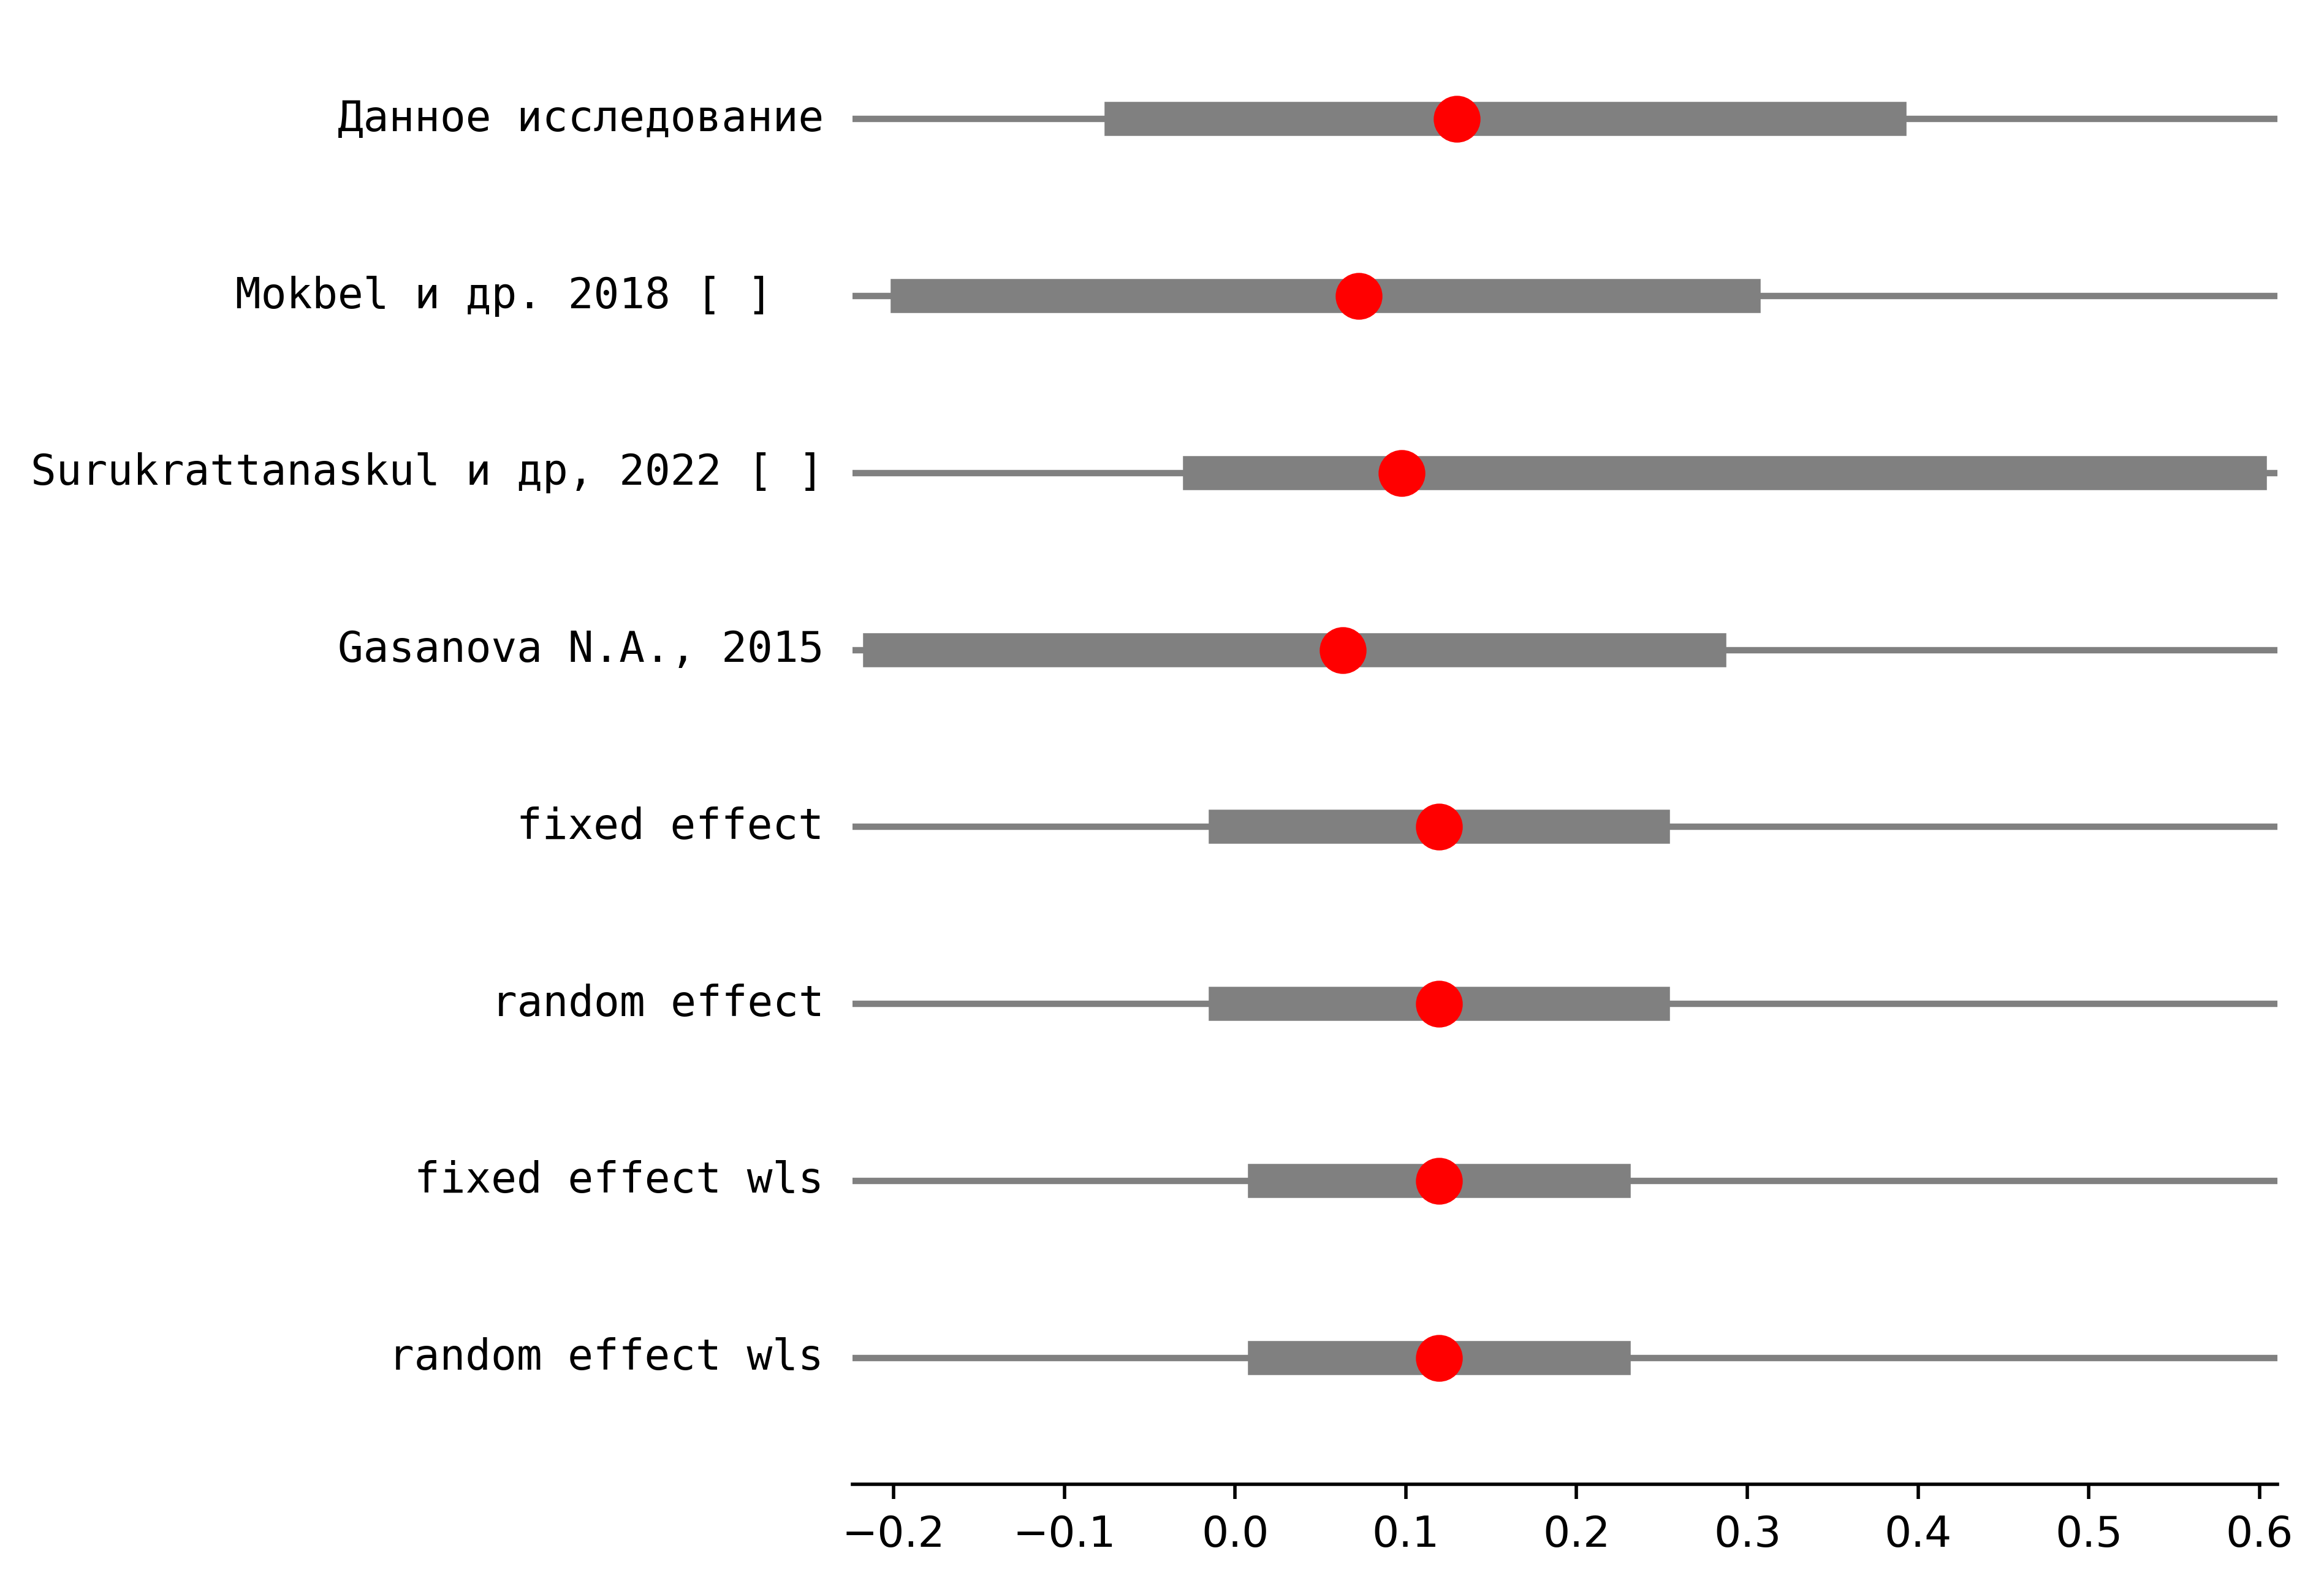 Данное исследование
Mokbel и др. 2018 [ ]
Surukrattanaskul и др, 2022 [ ]
Gasanova N.A., 2015
fixed effect
random effect
fixed effect wls
random effect wls
−0.2 −0.1 0.0 0.1 0.2 0.3 0.4 0.5 0.6